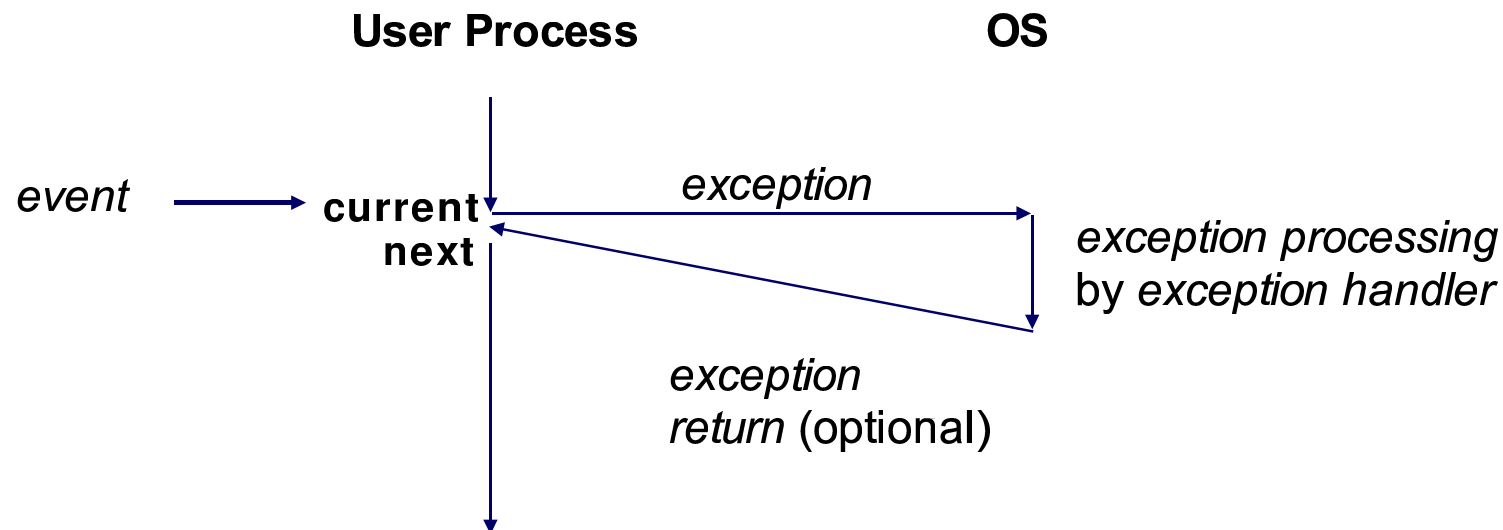 User Process
OS
event
current
next
exception
exception processing
by exception handler
exception
return (optional)